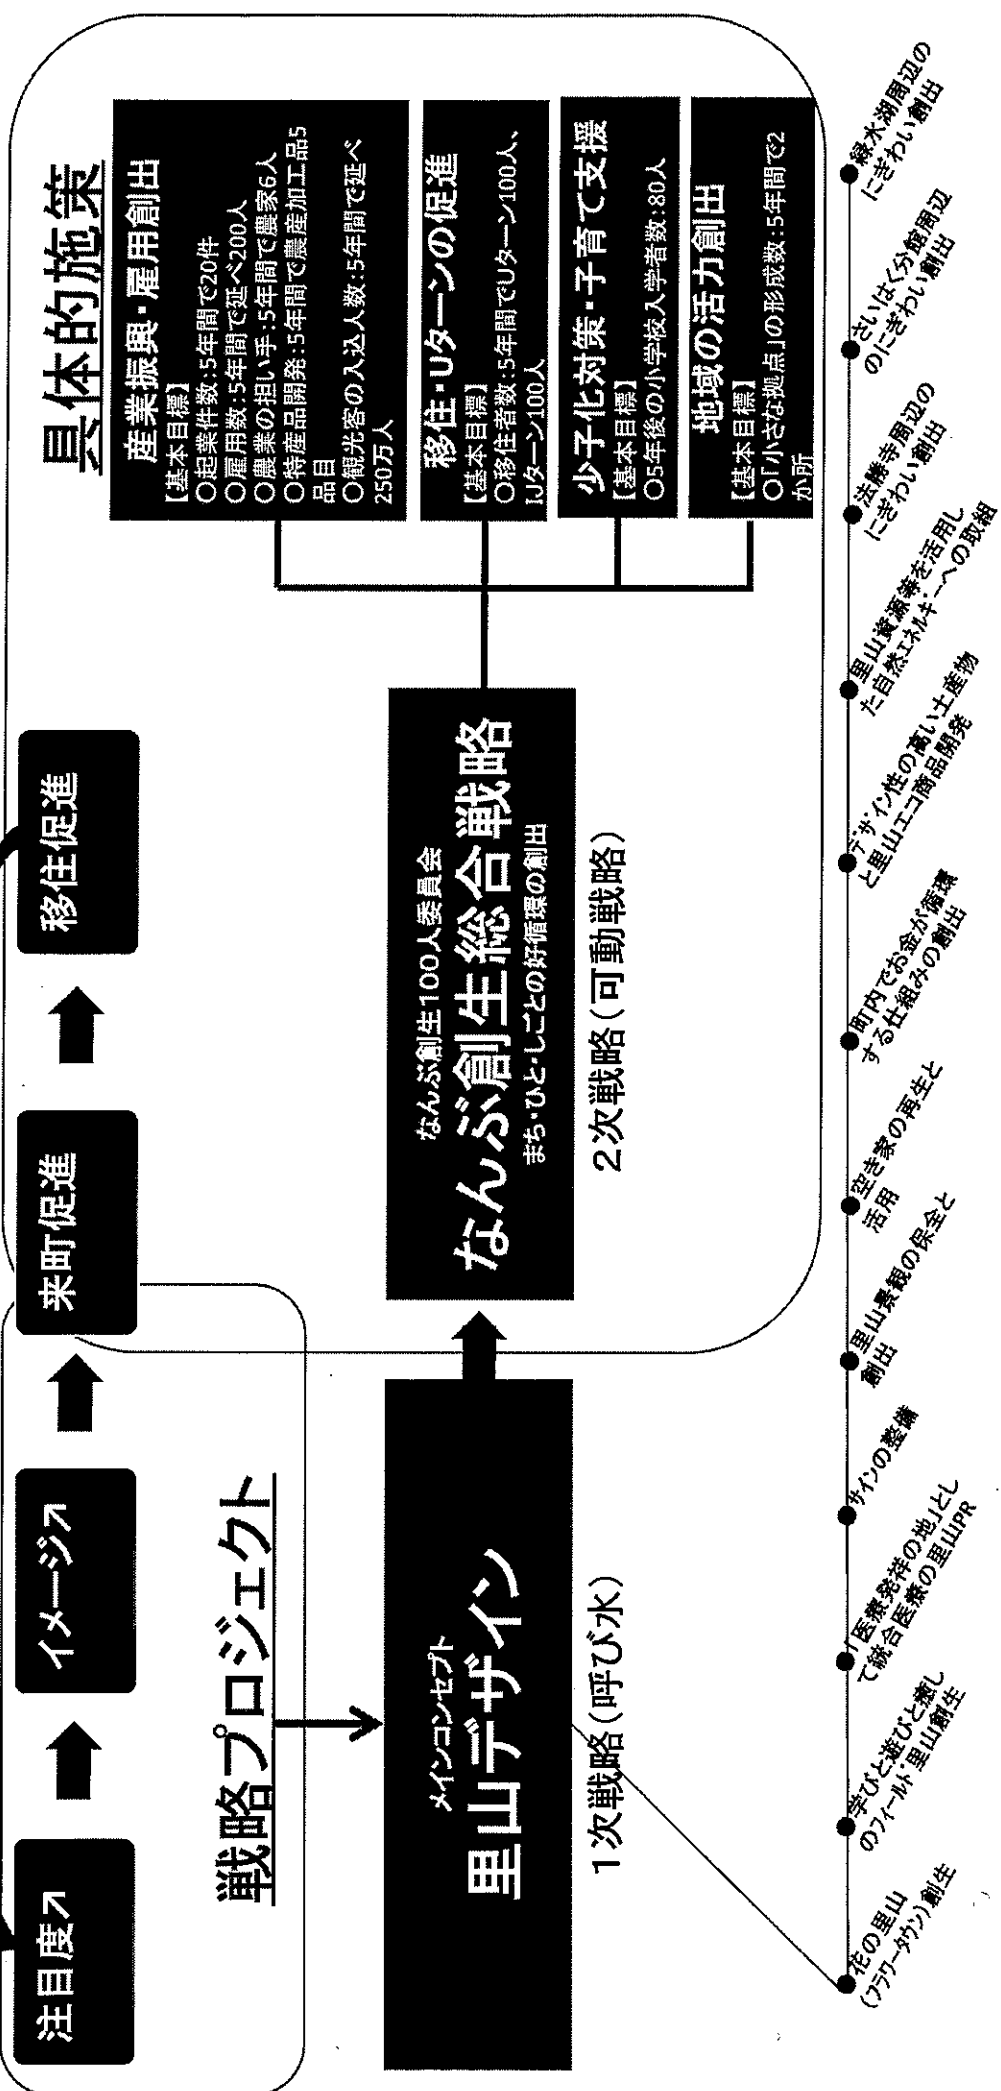 注目度↗
イメージ↗
来町促進
移住促進
戦略プロジェクト
具体的施策
メインコンセプト
里山デザイン
1次戦略(呼び水)
なんぶ創生100人委員会
なんぶ創生総合戦略
まち・ひと・しごとの好循環の創出
2次戦略(可動戦略)
産業振興・雇用創出
【基本目標】
○起業件数:5年間で20件
○雇用数:5年間で延べ200人
○農業の担い手:5年間で農家6人
○特産品開発:5年間で農産加工品5
品目
○観光客の入込人数:5年間で延べ
250万人
移住・Uターンの促進
【基本目標】
○移住者数:5年間でUターン100人、
IJターン100人
少子化対策・子育て支援
【基本目標】
○5年後の小学校入学者数:80人
地域の活力創出
【基本目標】
○「小さな拠点」の形成数:5年間で2
か所
花の里山
(フラワータウン)創生
学びと遊びと癒し
のフィールド里山創生
「医療発祥の地」とし
て統合医療の里山PR
サインの整備
里山景観の保全と
創出
空き家の再生と
活用
町内でお金が循環
する仕組みの創出
デザイン性の高い土産物
と里山エコ商品開発
里山資源等を活用し
た自然エネルギーへの取組
法勝寺周辺の
にぎわい創出
さいはく分館周辺
のにぎわい創出
緑水湖周辺の
にぎわい創出